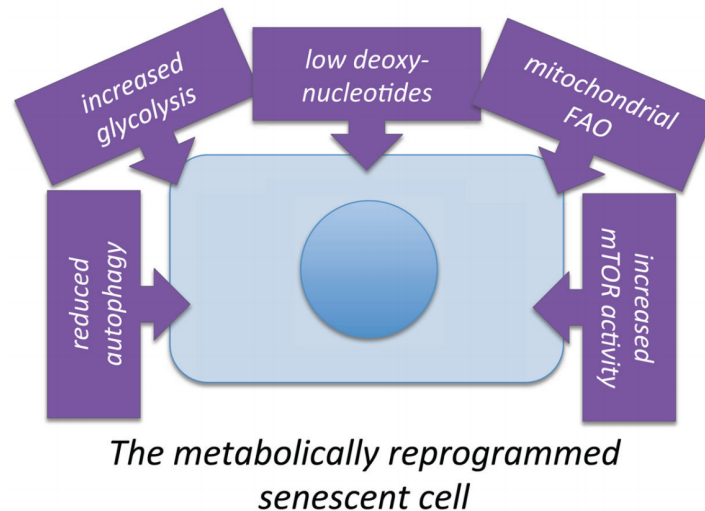 increased
glycolysis
low deoxy-
nucleotides
mitochondrial
FAO
reduced
autophagy
increased
mTOR activity
The metabolically reprogrammed
senescent cell